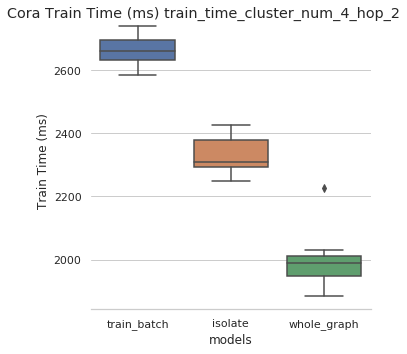 Cora Train Time (ms) train_time_cluster_num_4_hop_2
2600
2400
2200
2000
Train Time (ms)
train_batch isolate whole_graph
models